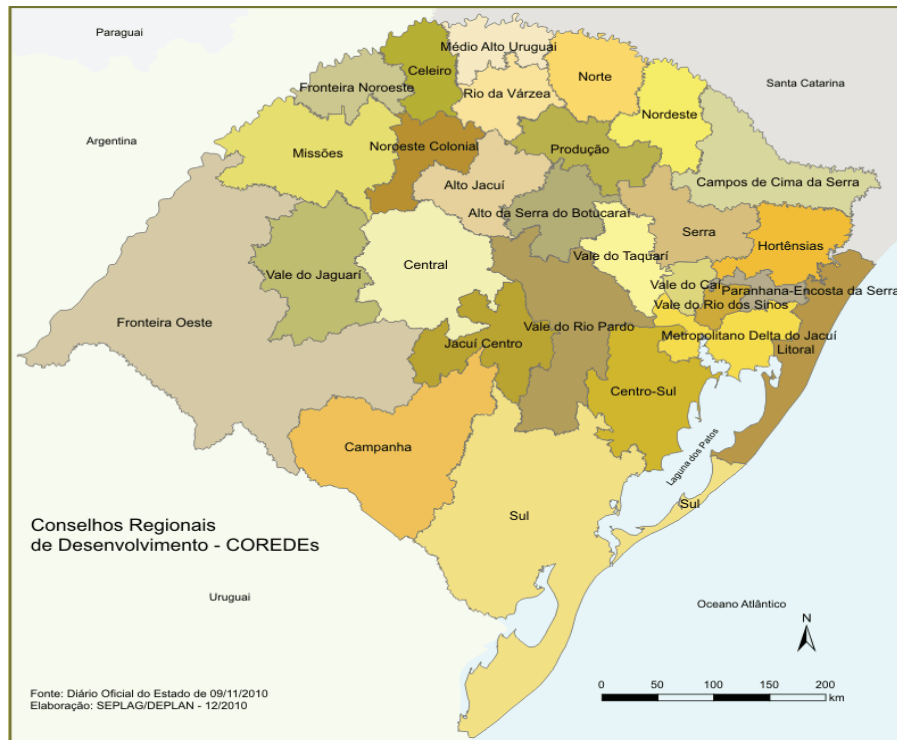 Paraguai
Médio Alto Uruguai
Celeiro
Norte
Santa Catarina
Fronteira Noroeste
Rio da Várzea
Nordeste
Argentina
Missões
Noroeste Colonial
Produção
Alto Jacuí
Campos de Cima da Serra
Alto da Serra do Botucaraí
Serra
Hortênsias
Vale do Taquarí
Central
Vale do Jaguarí
Vale do Caí
Paranhana-Encosta da Serra
Vale do Rio dos Sinos
Fronteira Oeste
Vale do Rio Pardo
Metropolitano Delta do Jacuí
Jacuí Centro
Litoral
Centro-Sul
Campanha
Laguna dos Patos
Sul
Sul
Conselhos Regionais
de Desenvolvimento - COREDEs
Uruguai
Oceano Atlântico
N
Fonte: Diário Oficial do Estado de 09/11/2010
Elaboração: SEPLAG/DEPLAN - 12/2010
0 50 100 150 200
km